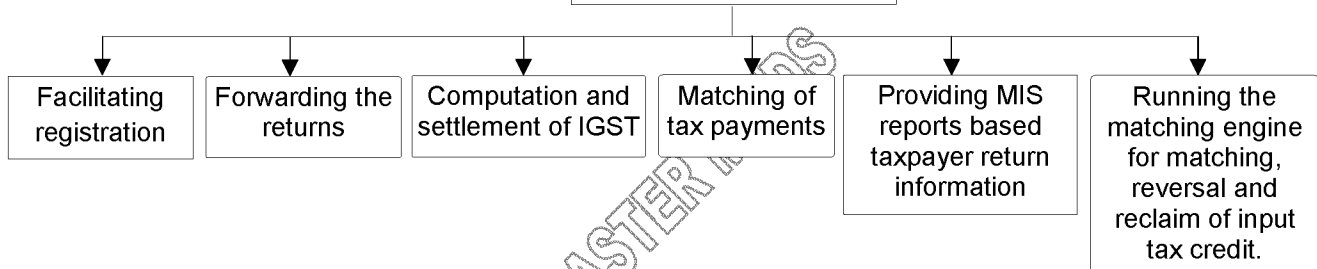 Facilitating
registration
Forwarding the
returns
Computation and
settlement of IGST
Matching of
tax payments
Providing MIS
reports based
taxpayer return
information
Running the
matching engine
for matching,
reversal and
reclaim of input
tax credit.